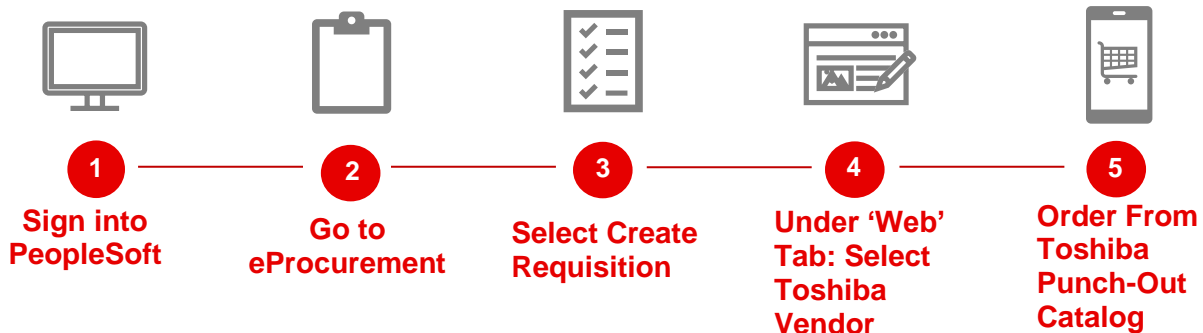 1
Sign into
PeopleSoft
2
Go to
eProcurement
3
Select Create
Requisition
4
Under ‘Web’
Tab: Select
Toshiba
Vendor
5
Order From
Toshiba
Punch-Out
Catalog